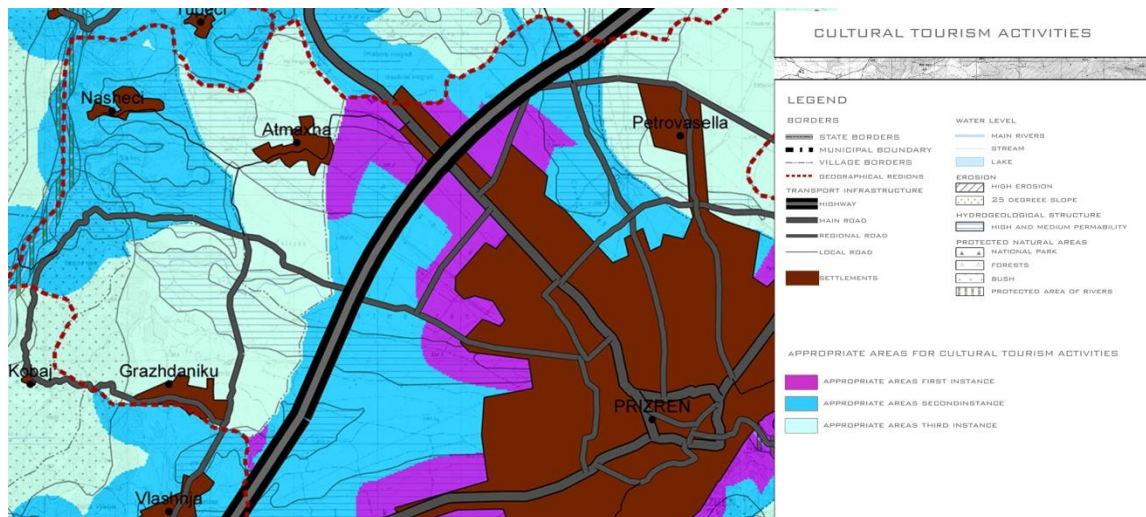 Nasheci
Atmaxha
Petrovasella
Kobaj
Grazhdaniku
PRIZREN
Vlashnja
CULTURAL TOURISM ACTIVITIES
LEGEND
BORDERS
STATE BORDERS
MUNICIPAL BOUNDARY
VILLAGE BORDERS
GEOGRAPHICAL REGIONS
TRANSPORT INFRASTRUCTURE
HIGHWAY
MAIN ROAD
REGIONAL ROAD
LOCAL ROAD
SETTLEMENTS
WATER LEVEL
MAIN RIVERS
STREAM
LAKE
EROSION
HIGH EROSION
25 DEGREEE SLOPE
HYDROGEOLOGICAL STRUCTURE
HIGH AND MEDIUM PERMABILITY
PROTECTED NATURAL AREAS
NATIONAL PARK
FORESTS
BUSH
PROTECTED AREA OF RIVERS
APPROPRIATE AREAS FOR CULTURAL TOURISM ACTIVITIES
APPROPRIATE AREAS FIRST INSTANCE
APPROPRIATE AREAS SECONDINSTANCE
APPROPRIATE AREAS THIRD INSTANCE